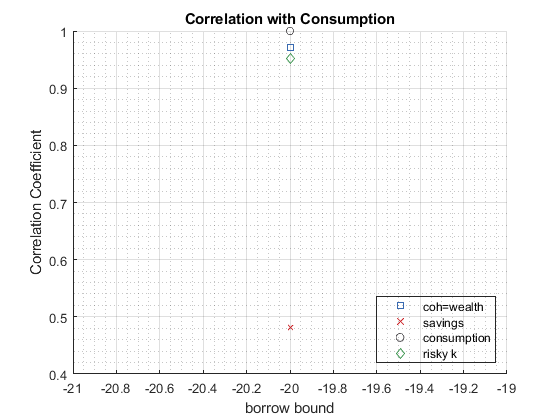 Correlation with Consumption
1
0.9
0.8
0.7
0.6
0.5
0.4
Correlation Coefficient
-21 -20.8 -20.6 -20.4 -20.2 -20 -19.8 -19.6 -19.4 -19.2 -19
borrow bound
coh=wealth
savings
consumption
risky k